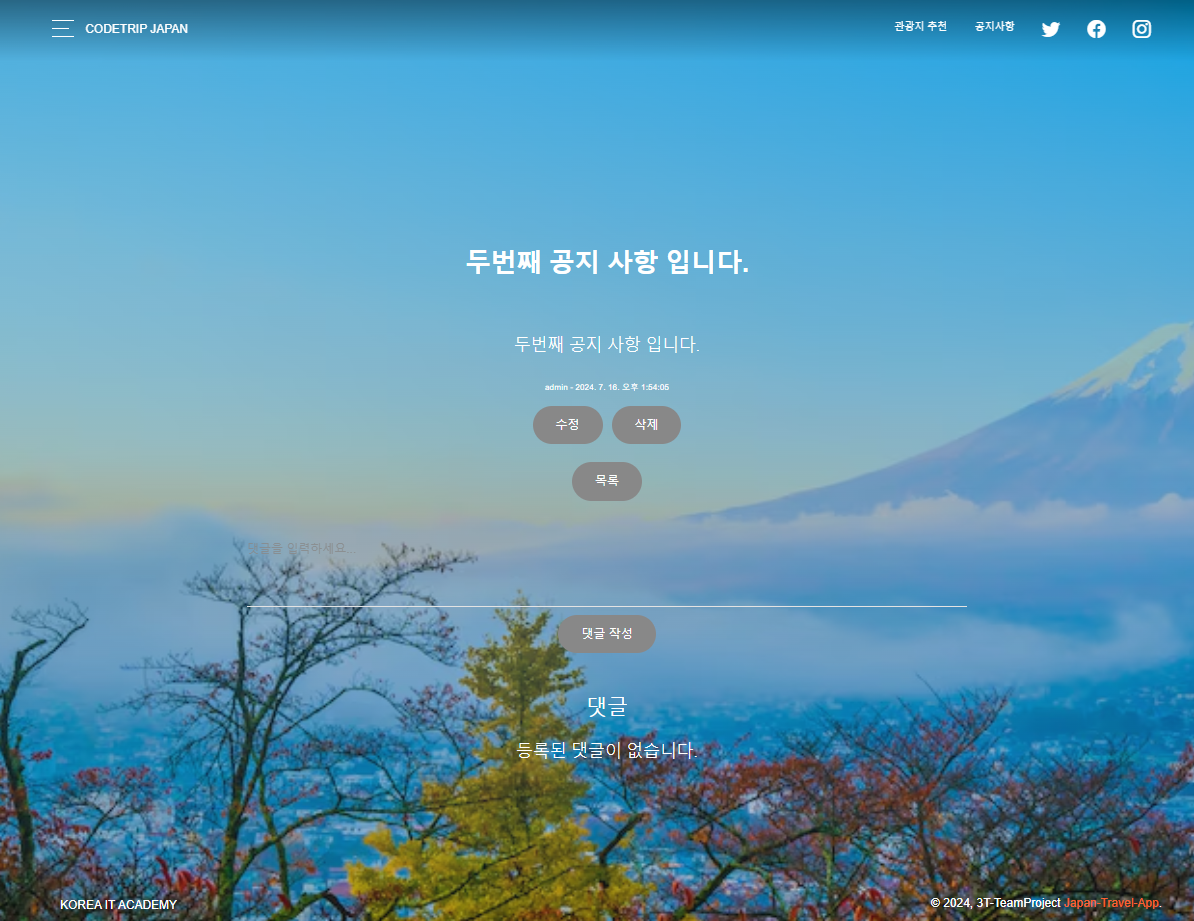 CODETRIP JAPAN
관광지 추천
공지사항
두번째 공지 사항 입니다.
두번째 공지 사항 입니다.
admin - 2024. 7. 16. 오후 1:54:05
수정
삭제
목록
댓글을 입력하세요...
댓글 작성
댓글
등록된 댓글이 없습니다.
KOREA IT ACADEMY
© 2024, 3T-TeamProject Japan-Travel-App.